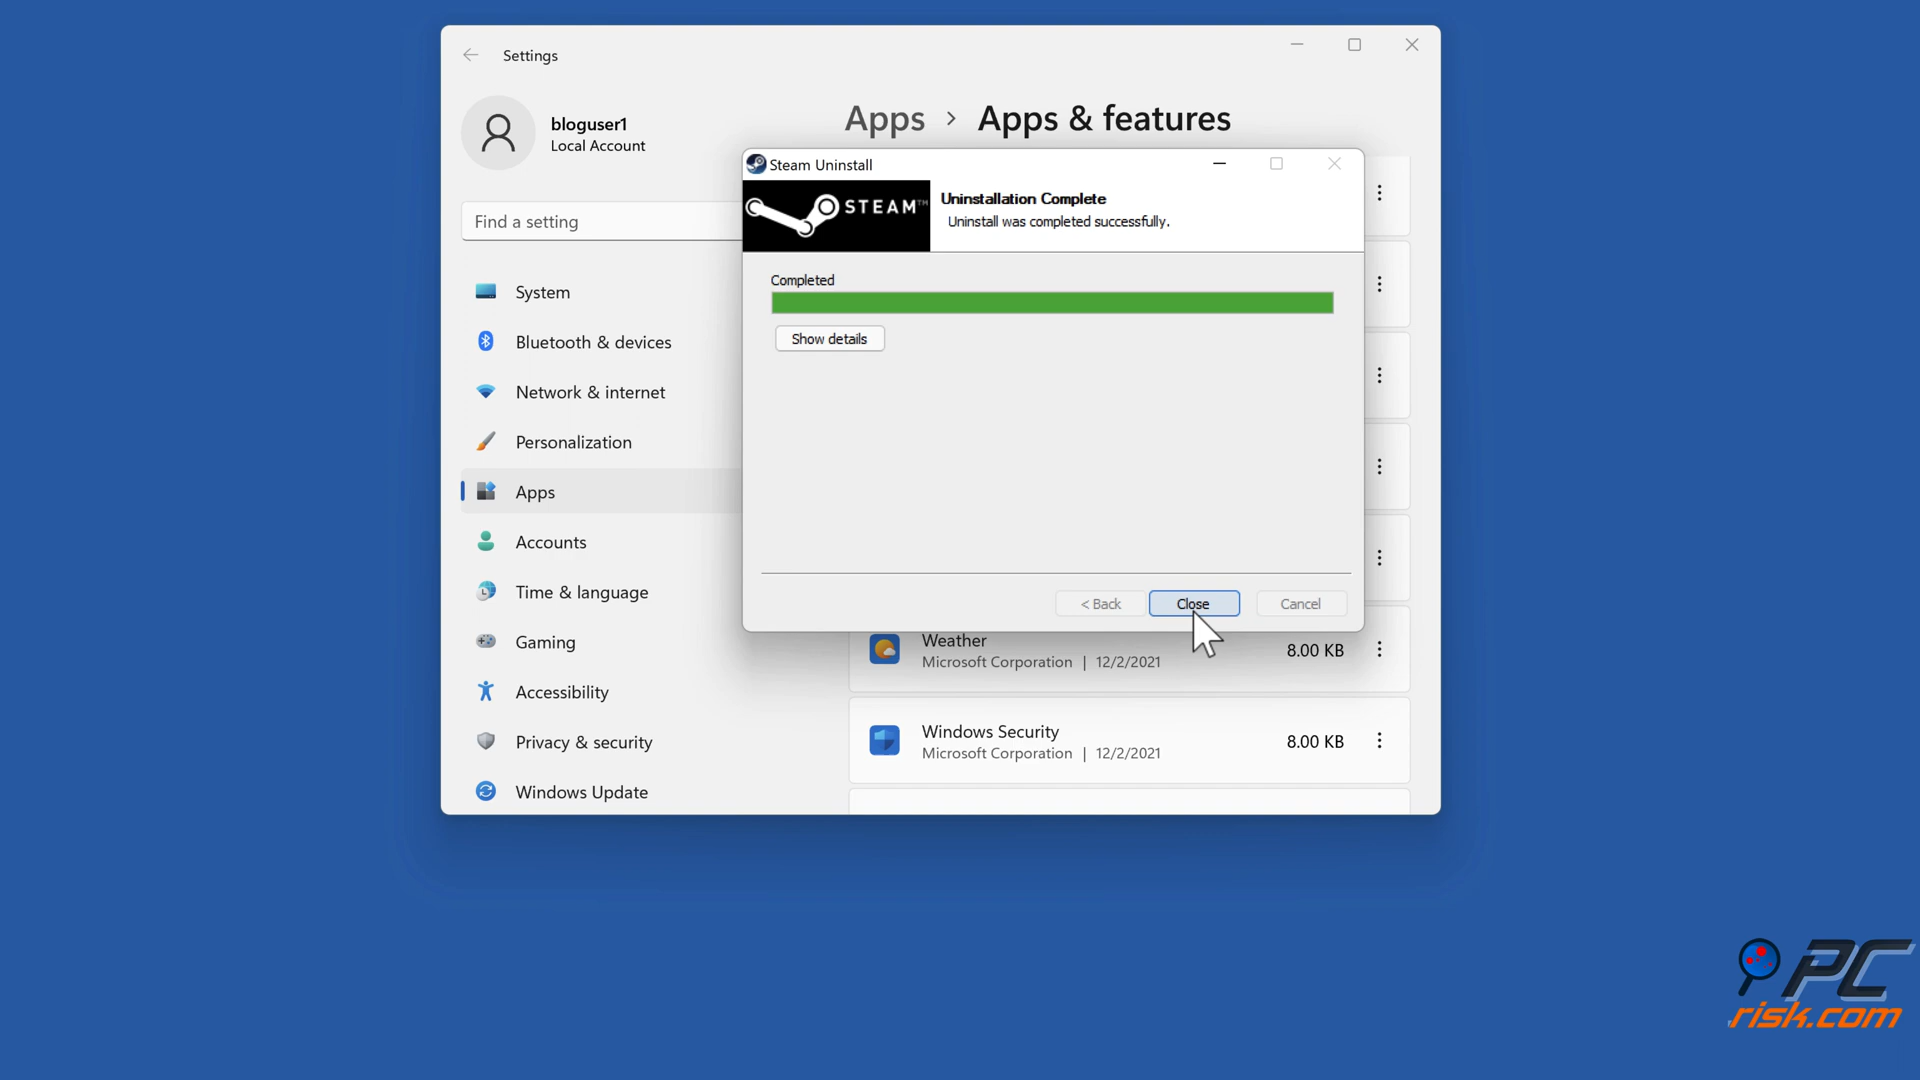 Settings
bloguser1
Local Account
Find a setting
System
Bluetooth & devices
Network & internet
Personalization
Apps
Accounts
Time & language
Gaming
Accessibility
Privacy & security
Windows Update
Apps > Apps & features
Steam Uninstall
STEAM™
Uninstallation Complete
Uninstall was completed successfully.
Completed
Show details
< Back
Close
Cancel
Weather
Microsoft Corporation | 12/2/2021
8.00 KB
Windows Security
Microsoft Corporation | 12/2/2021
8.00 KB
PC
risk.com